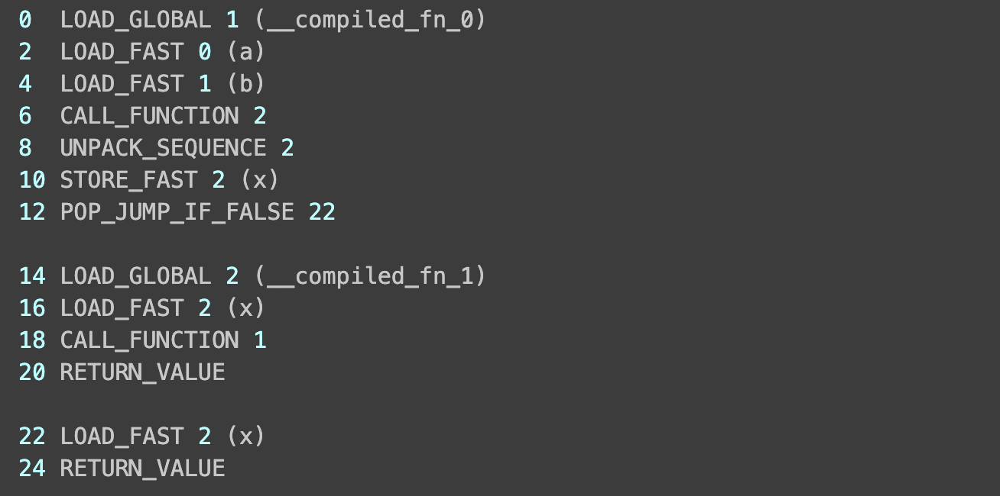 0 LOAD_GLOBAL 1 (__compiled_fn_0)
2 LOAD_FAST 0 (a)
4 LOAD_FAST 1 (b)
6 CALL_FUNCTION 2
8 UNPACK_SEQUENCE 2
10 STORE_FAST 2 (x)
12 POP_JUMP_IF_FALSE 22
14 LOAD_GLOBAL 2 (__compiled_fn_1)
16 LOAD_FAST 2 (x)
18 CALL_FUNCTION 1
20 RETURN_VALUE
22 LOAD_FAST 2 (x)
24 RETURN_VALUE